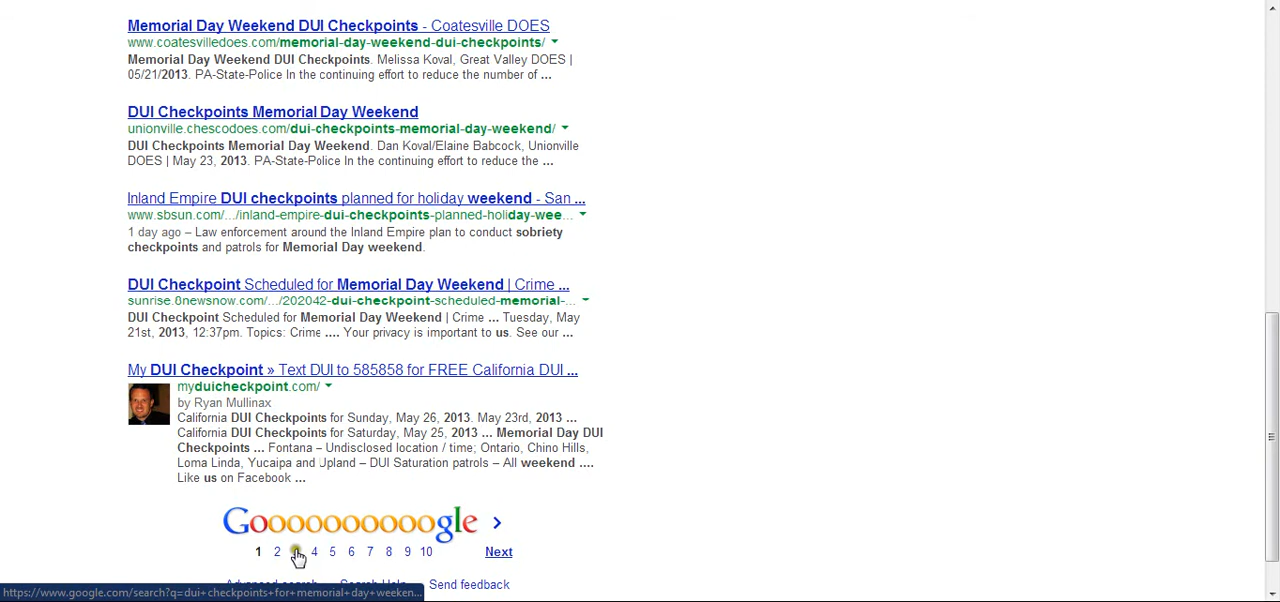 Memorial Day Weekend DUI Checkpoints - Coatesville DOES
www.coatesvilledoes.com/memorial-day-weekend-dui-checkpoints/
Memorial Day Weekend DUI Checkpoints. Melissa Koval, Great Valley DOES |
05/21/2013. PA-State-Police In the continuing effort to reduce the number of ...
DUI Checkpoints Memorial Day Weekend
unionville.chescodoes.com/dui-checkpoints-memorial-day-weekend/
DUI Checkpoints Memorial Day Weekend. Dan Koval/Elaine Babcock, Unionville
DOES | May 23, 2013. PA-State-Police In the continuing effort to reduce the ...
Inland Empire DUI checkpoints planned for holiday weekend - San ...
www.sbsun.com/.../inland-empire-dui-checkpoints-planned-holiday-wee...
1 day ago – Law enforcement around the Inland Empire plan to conduct sobriety
checkpoints and patrols for Memorial Day weekend.
DUI Checkpoint Scheduled for Memorial Day Weekend | Crime ...
sunrise.0newsnow.com/.../202042-dui-checkpoint-scheduled-memorial-...
DUI Checkpoint Scheduled for Memorial Day Weekend | Crime ... Tuesday, May
21st, 2013, 12:37pm. Topics: Crime .... Your privacy is important to us. See our ...
My DUI Checkpoint » Text DUI to 585858 for FREE California DUI ...
myduicheckpoint.com/
by Ryan Mullinax
California DUI Checkpoints for Sunday, May 26, 2013. May 23rd, 2013 ...
California DUI Checkpoints for Saturday, May 25, 2013 ... Memorial Day DUI
Checkpoints ... Fontana – Undisclosed location / time; Ontario, Chino Hills,
Loma Linda, Yucaipa and Upland – DUI Saturation patrols – All weekend ....
Like us on Facebook ...
Goooooooooogle >
1 2 4 5 6 7 8 9 10 Next
Advanced search Search Help Send feedback
https://www.google.com/search?q=dui+checkpoints+for+memorial+day+weeken...